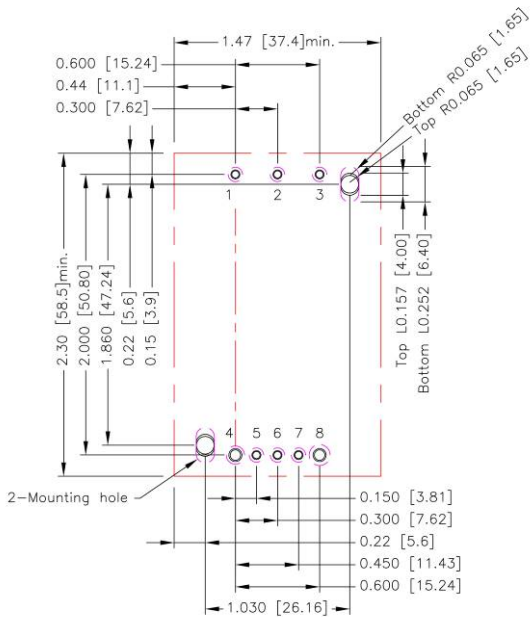 1.47 [37.4]min.
0.600 [15.24]
0.44 [11.1]
0.300 [7.62]
Bottom R0.065 [1.65]
Top R0.065 [1.65]
1 2 3
2.30 [58.5]min.
2.000 [50.80]
1.860 [47.24]
0.22 [5.6]
0.15 [3.9]
Top L0.157 [4.00]
Bottom L0.252 [6.40]
4 5 6 7 8
2-Mounting hole
0.150 [3.81]
0.300 [7.62]
0.22 [5.6]
0.450 [11.43]
0.600 [15.24]
1.030 [26.16]